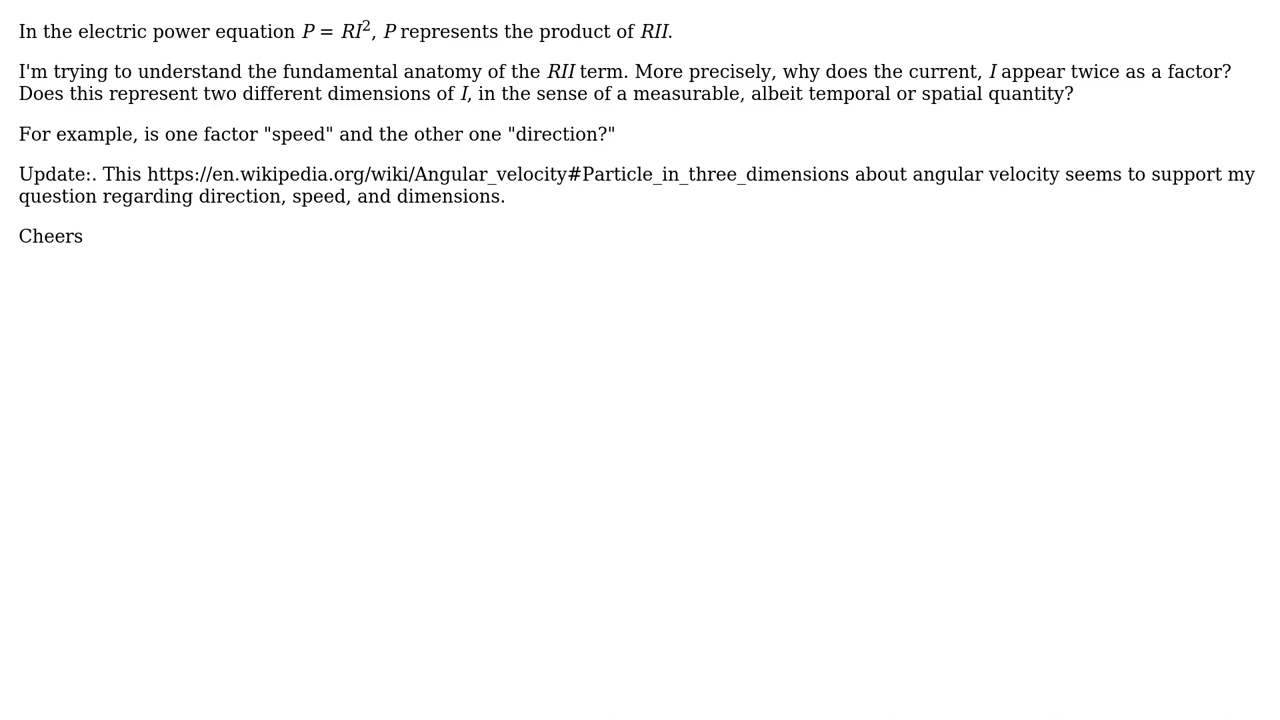 In the electric power equation P = RI², P represents the product of RII.
I'm trying to understand the fundamental anatomy of the RII term. More precisely, why does the current, I appear twice as a factor?
Does this represent two different dimensions of I, in the sense of a measurable, albeit temporal or spatial quantity?
For example, is one factor "speed" and the other one "direction?"
Update:. This https://en.wikipedia.org/wiki/Angular_velocity#Particle_in_three_dimensions about angular velocity seems to support my
question regarding direction, speed, and dimensions.
Cheers